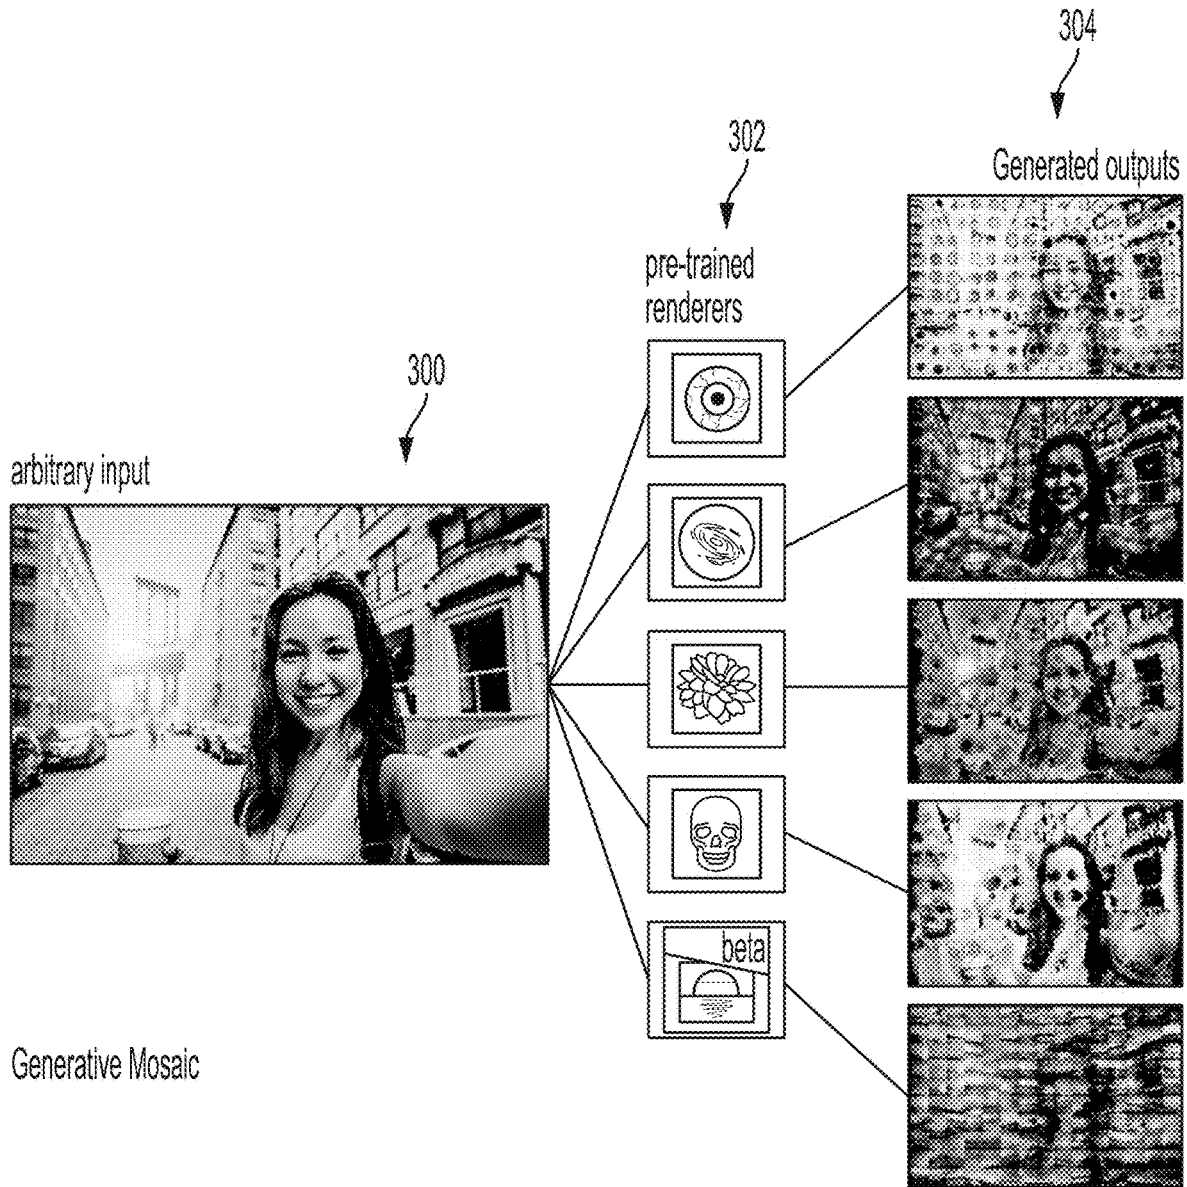 304
Generated outputs
302
pre-trained
renderers
300
arbitrary input
beta
Generative Mosaic